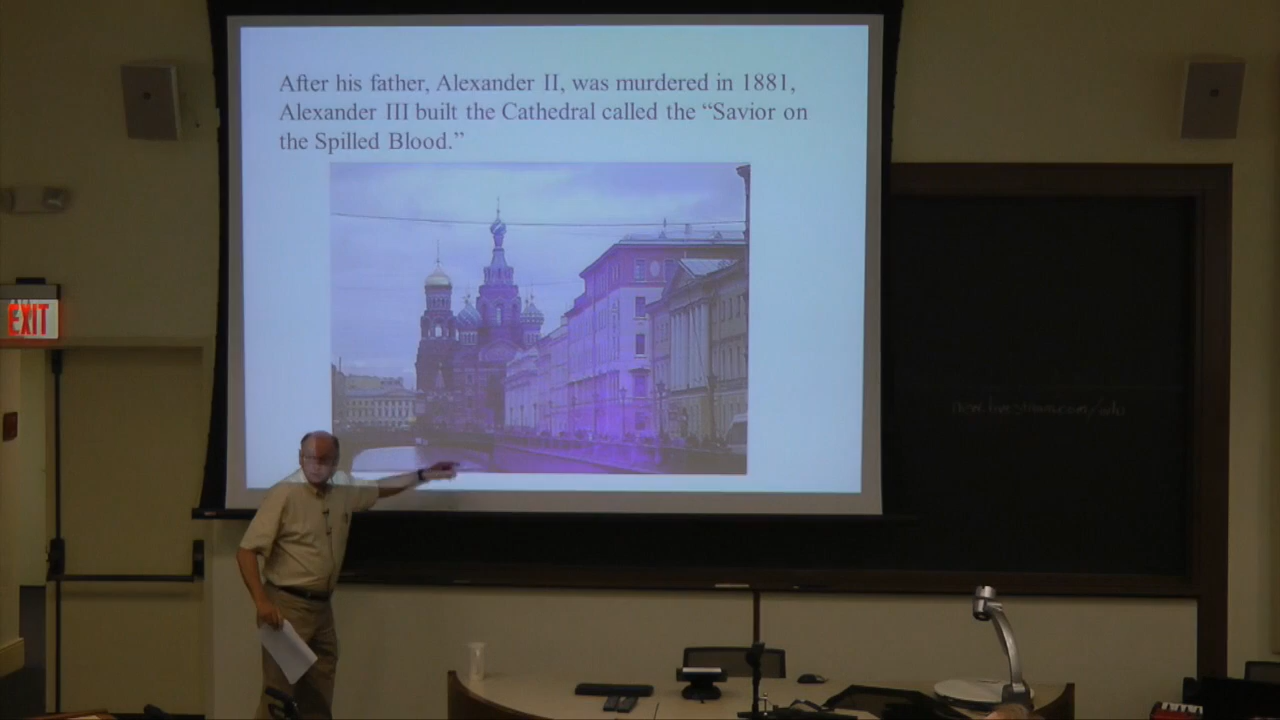 After his father, Alexander II, was murdered in 1881,
Alexander III built the Cathedral called the “Savior on
the Spilled Blood.”
EXIT